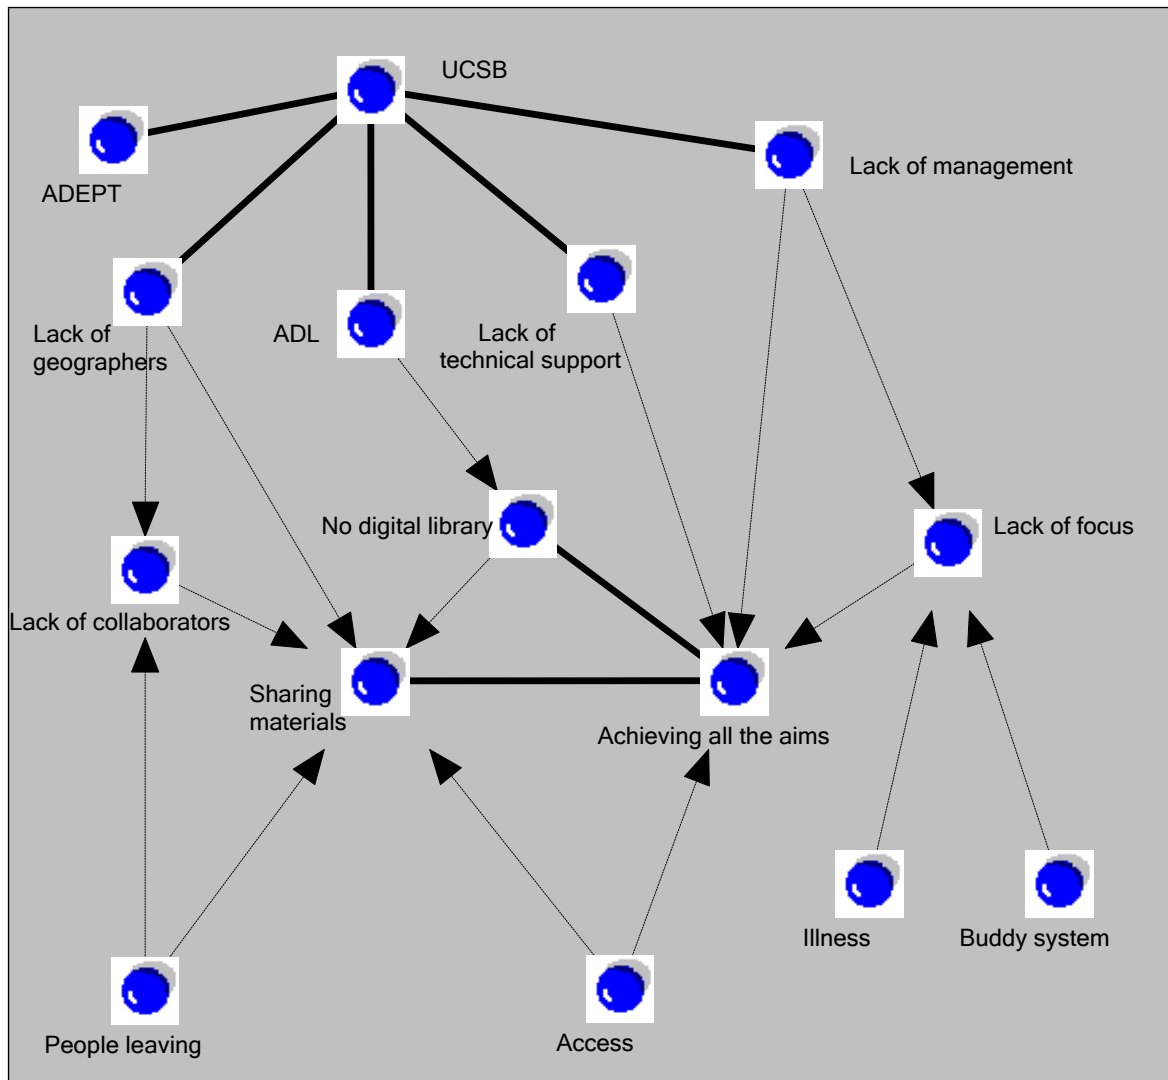 UCSB
Lack of management
ADEPT
Lack of
geographers
ADL
Lack of
technical support
No digital library
Lack of focus
Lack of collaborators
Sharing
materials
Achieving all the aims
Illness
Buddy system
People leaving
Access